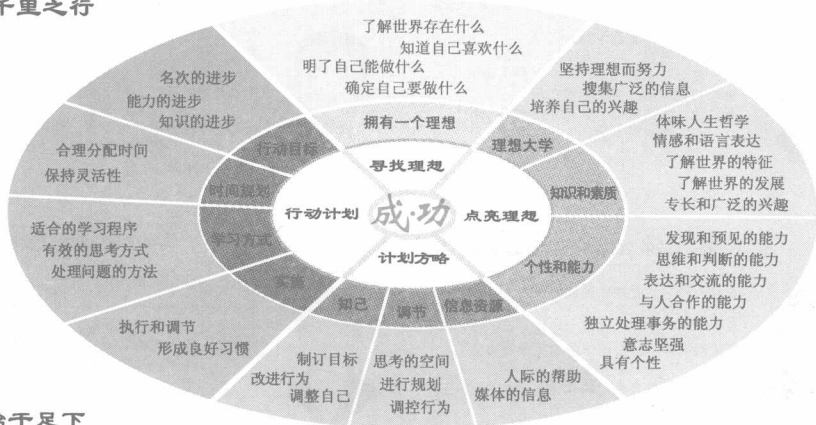 千里之行
了解世界存在什么
知道自己喜欢什么
明了自己能做什么
确定自己要做什么
拥有一个理想
寻找理想
坚持理想而努力
搜集广泛的信息
培养自己的兴趣
理想大学
体味人生哲学
情感和语言表达
了解世界的特征
了解世界的发展
专长和广泛的兴趣
知识和素质
点亮理想
发现和预见的能力
思维和判断的能力
表达和交流的能力
与人合作的能力
独立处理事务的能力
意志坚强
具有个性
个性和能力
人际的帮助
媒体的信息
信息资源
计划方略
思考的空间
进行规划
调控行为
调节
制订目标
改进行为
调整自己
知己
执行和调节
形成良好习惯
实施
行动计划
适合的学习程序
有效的思考方式
处理问题的方法
学习方式
合理分配时间
保持灵活性
时间规划
名次的进步
能力的进步
知识的进步
行动目标
成·功
始于足下